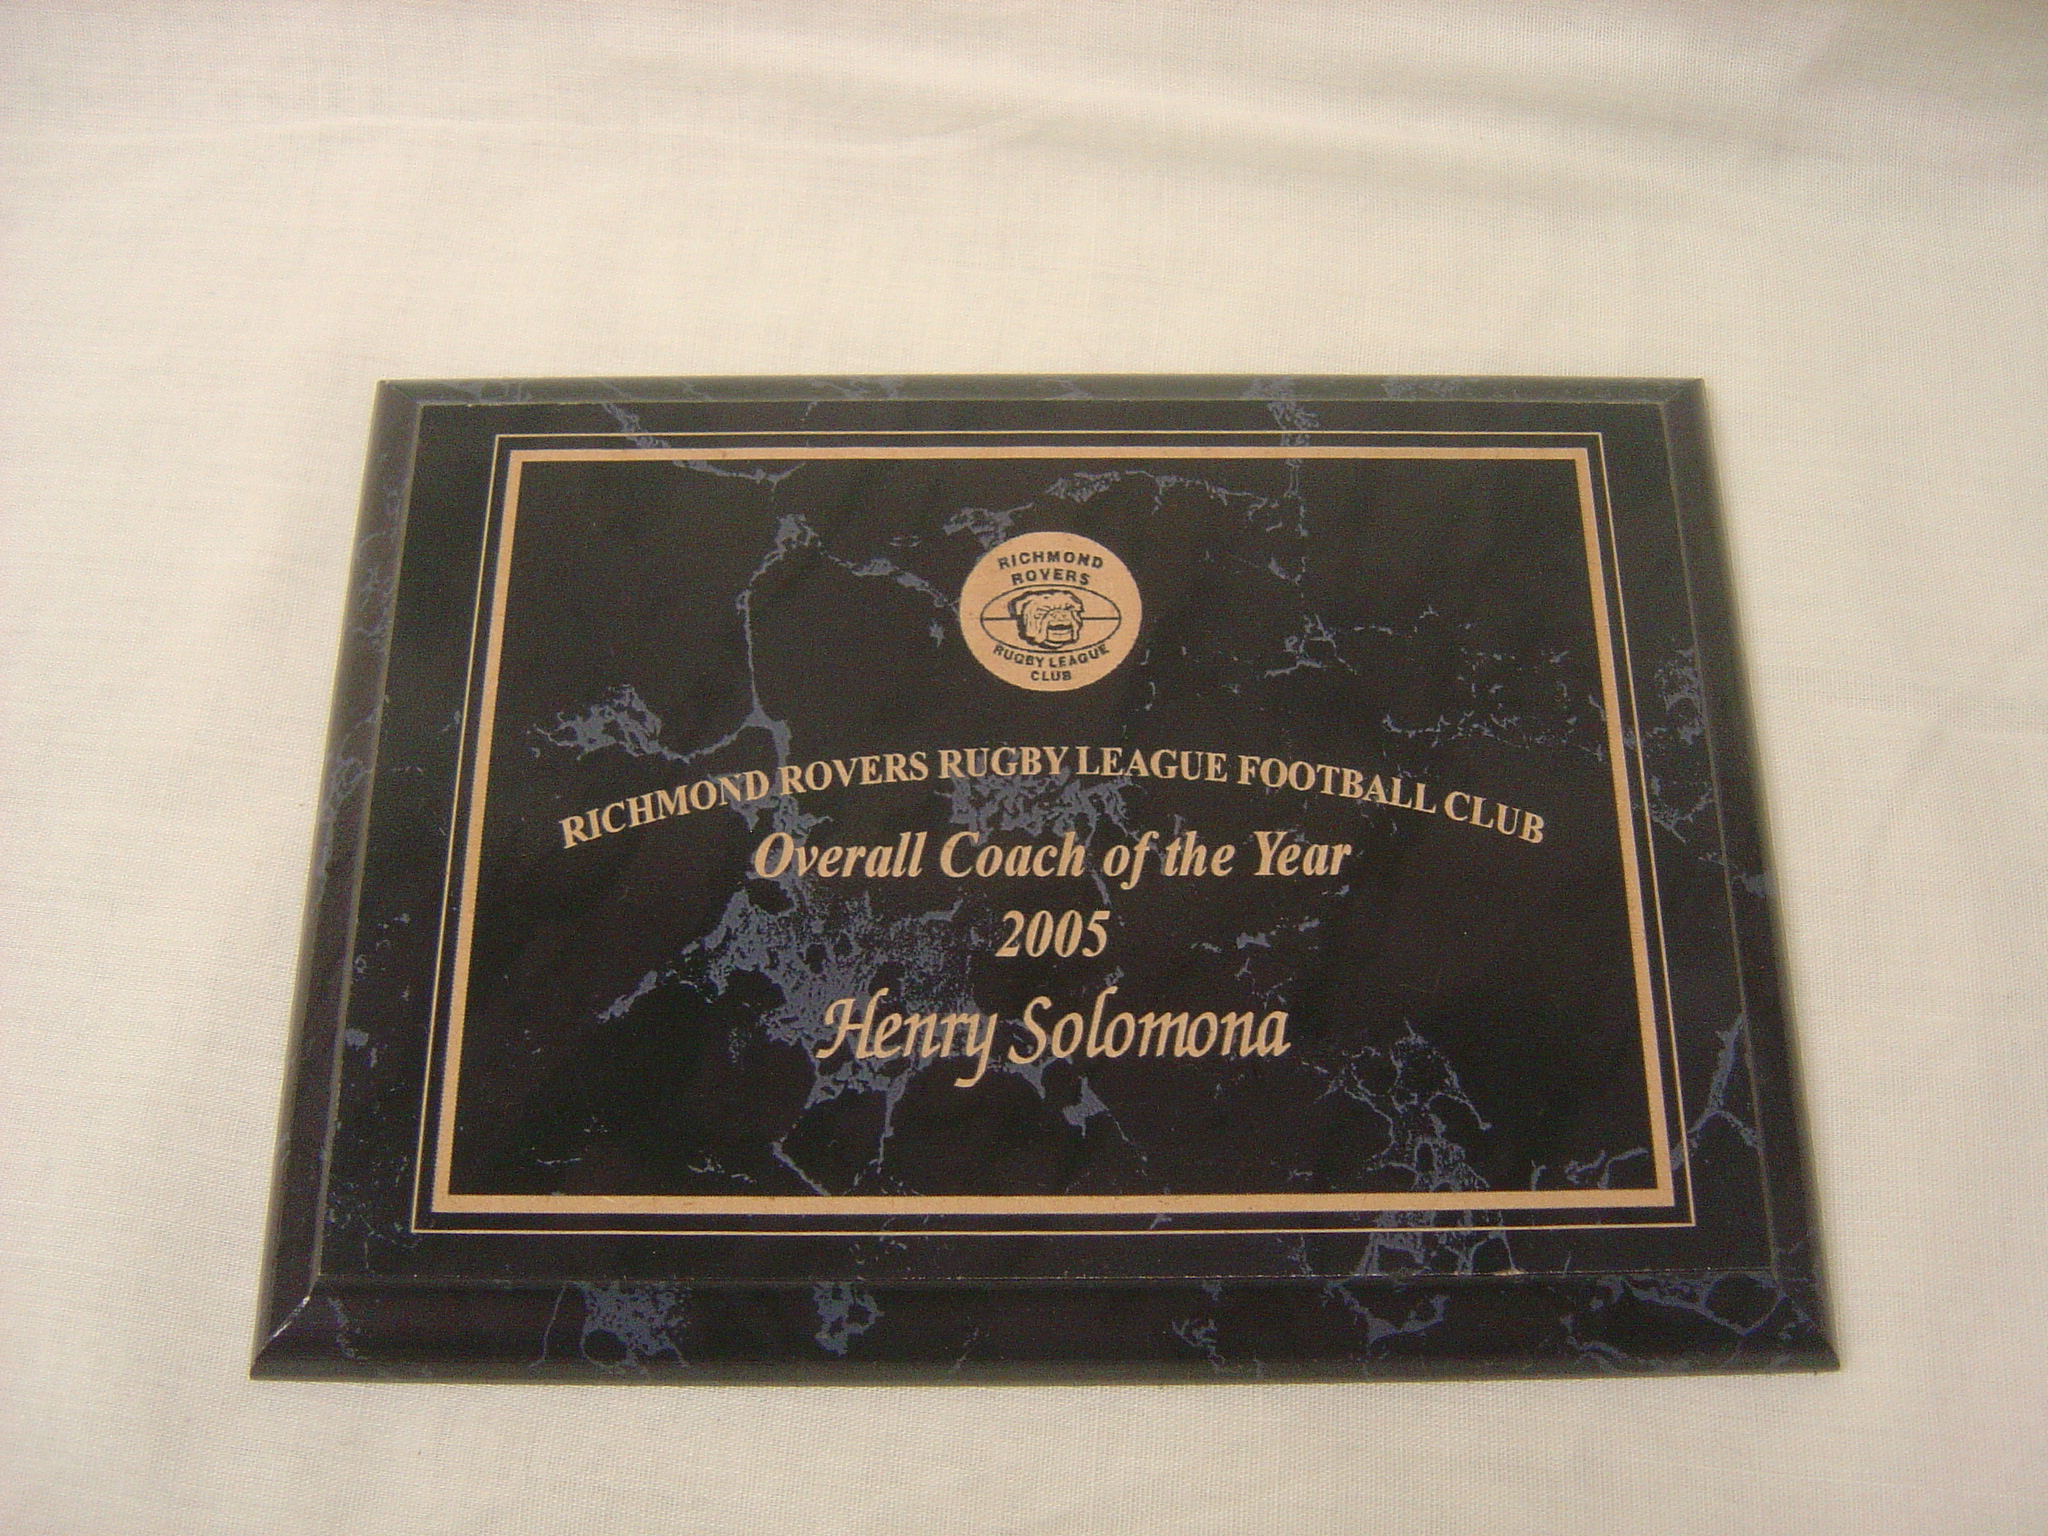 RICHMOND
ROVERS
RUGBY LEAGUE
CLUB
RICHMOND ROVERS RUGBY LEAGUE FOOTBALL CLUB
Overall Coach of the Year
2005
Henry Solomona